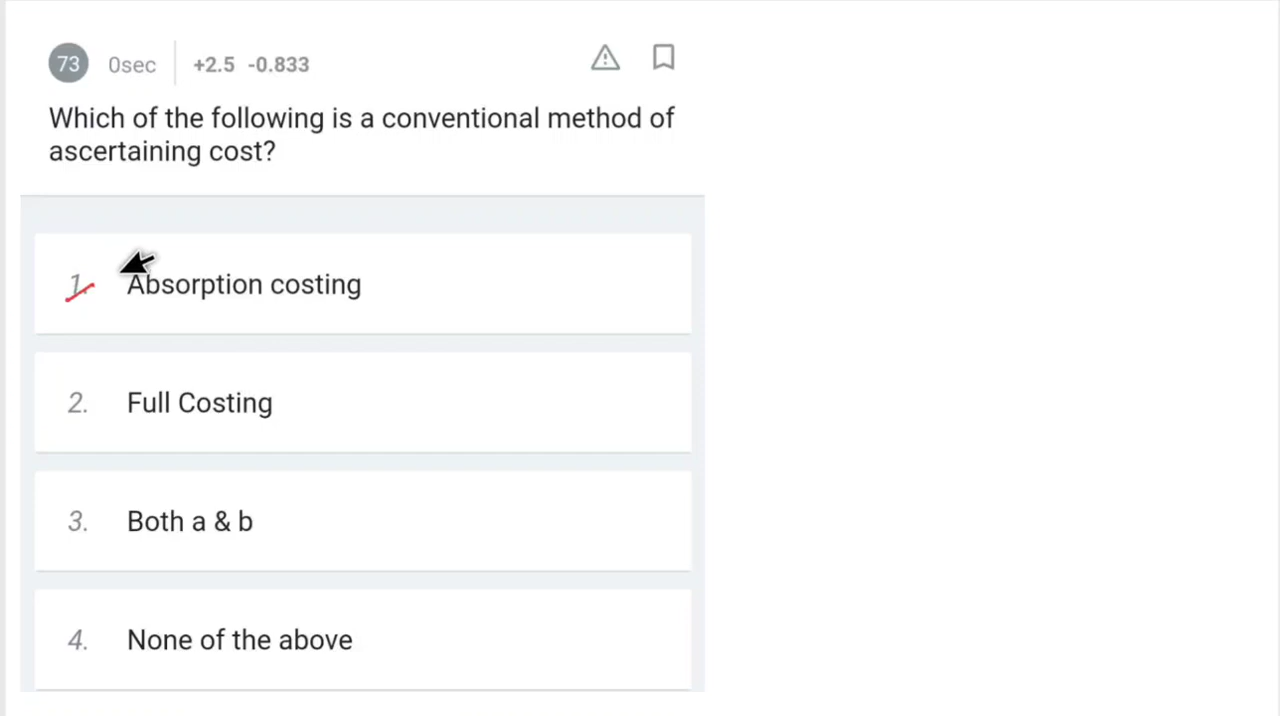 73 0sec +2.5 -0.833
Which of the following is a conventional method of
ascertaining cost?
1. Absorption costing
2. Full Costing
3. Both a & b
4. None of the above